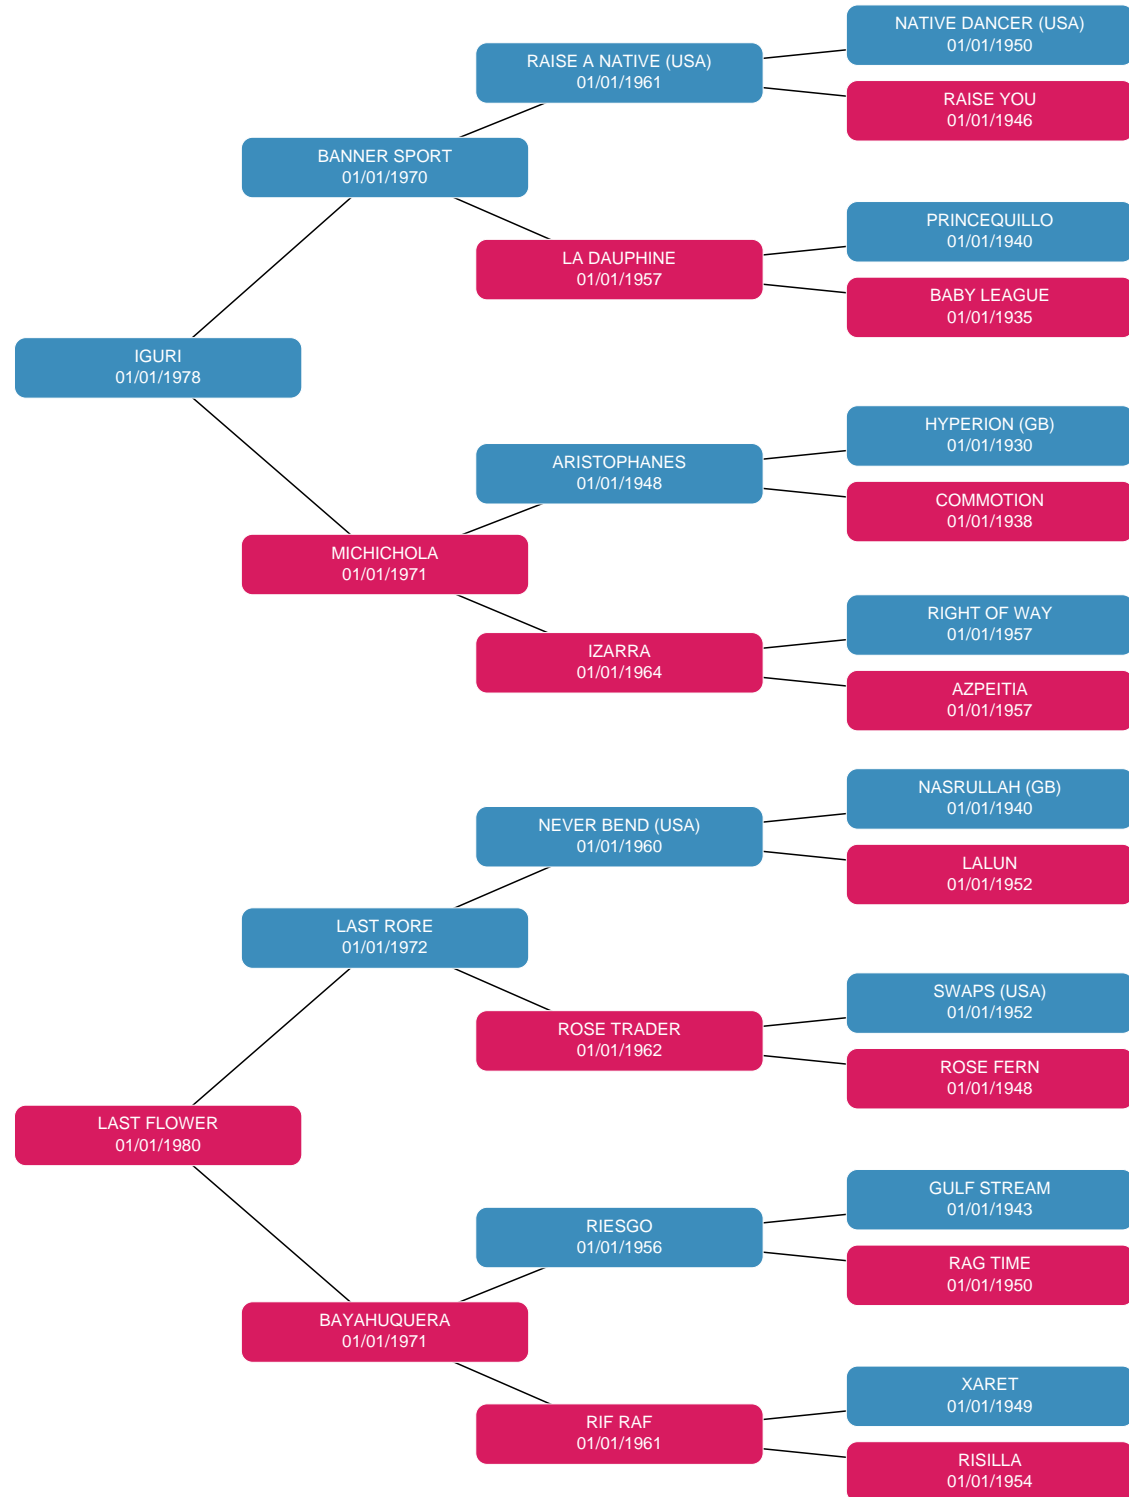 NATIVE DANCER (USA)
01/01/1950
RAISE A NATIVE (USA)
01/01/1961
RAISE YOU
01/01/1946
BANNER SPORT
01/01/1970
PRINCEQUILLO
01/01/1940
LA DAUPHINE
01/01/1957
BABY LEAGUE
01/01/1935
IGURI
01/01/1978
HYPERION (GB)
01/01/1930
ARISTOPHANES
01/01/1948
COMMOTION
01/01/1938
MICHICHOLA
01/01/1971
RIGHT OF WAY
01/01/1957
IZARRA
01/01/1964
AZPEITIA
01/01/1957
NASRULLAH (GB)
01/01/1940
NEVER BEND (USA)
01/01/1960
LALUN
01/01/1952
LAST RORE
01/01/1972
SWAPS (USA)
01/01/1952
ROSE TRADER
01/01/1962
ROSE FERN
01/01/1948
LAST FLOWER
01/01/1980
GULF STREAM
01/01/1943
RIESGO
01/01/1956
RAG TIME
01/01/1950
BAYAHUQUERA
01/01/1971
XARET
01/01/1949
RIF RAF
01/01/1961
RISILLA
01/01/1954